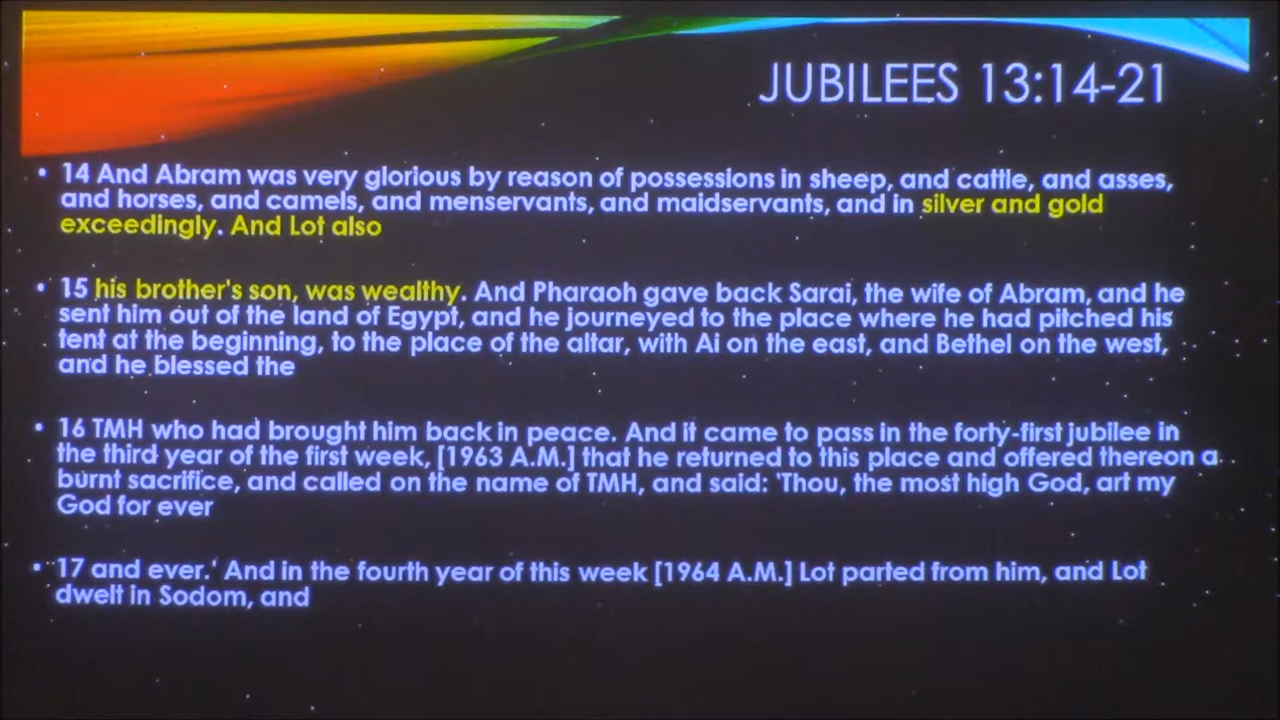 JUBILEES 13:14-21
• 14 And Abram was very glorious by reason of possessions in sheep, and cattle, and asses,
and horses, and camels, and menservants, and maidservants, and in silver and gold
exceedingly. And Lot also
• 15 his brother's son, was wealthy. And Pharaoh gave back Sarai, the wife of Abram, and he
sent him out of the land of Egypt, and he journeyed to the place where he had pitched his
tent at the beginning, to the place of the altar, with Ai on the east, and Bethel on the west,
and he blessed the
• 16 TMH who had brought him back in peace. And it came to pass in the forty-first jubilee in
the third year of the first week, [1963 A.M.] that he returned to this place and offered thereon a
burnt sacrifice, and called on the name of TMH, and said: 'Thou, the most high God, art my
God for ever
• 17 and ever.' And in the fourth year of this week [1964 A.M.] Lot parted from him, and Lot
dwelt in Sodom, and